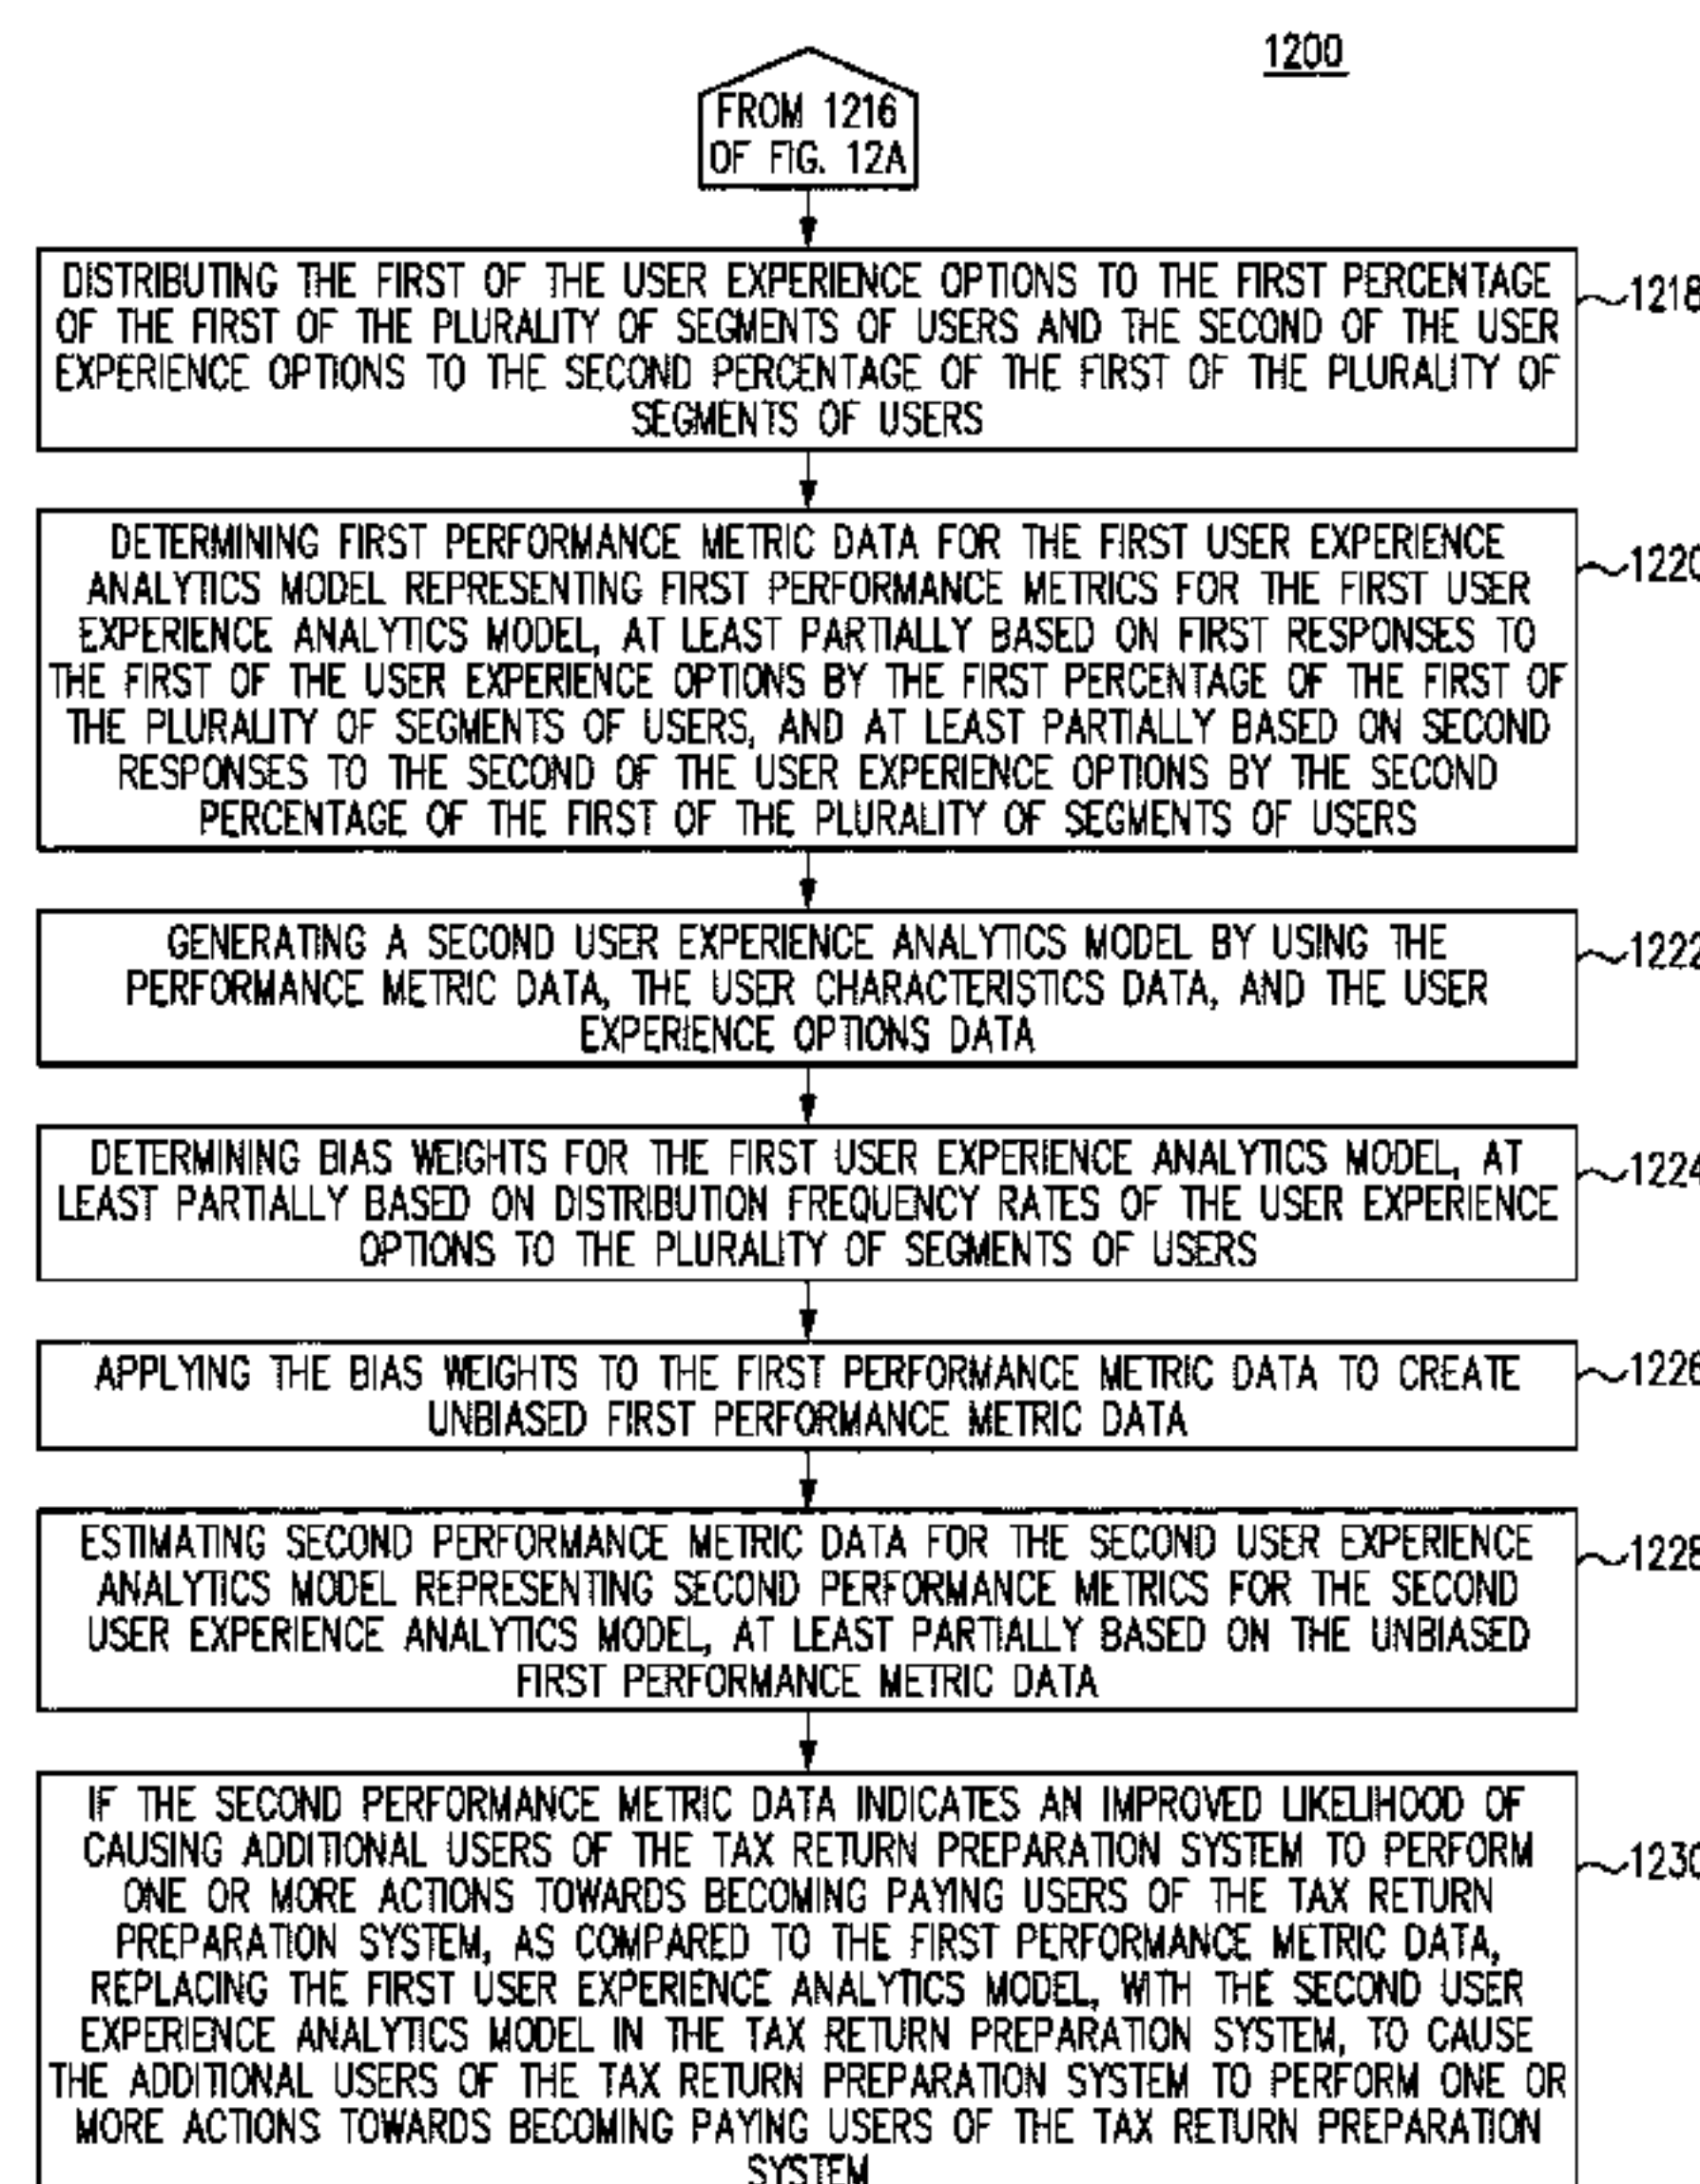 1200
FROM 1216
OF FIG. 12A
DISTRIBUTING THE FIRST OF THE USER EXPERIENCE OPTIONS TO THE FIRST PERCENTAGE
OF THE FIRST OF THE PLURALITY OF SEGMENTS OF USERS AND THE SECOND OF THE USER
EXPERIENCE OPTIONS TO THE SECOND PERCENTAGE OF THE FIRST OF THE PLURALITY OF
SEGMENTS OF USERS
1218
DETERMINING FIRST PERFORMANCE METRIC DATA FOR THE FIRST USER EXPERIENCE
ANALYTICS MODEL REPRESENTING FIRST PERFORMANCE METRICS FOR THE FIRST USER
EXPERIENCE ANALYTICS MODEL, AT LEAST PARTIALLY BASED ON FIRST RESPONSES TO
THE FIRST OF THE USER EXPERIENCE OPTIONS BY THE FIRST PERCENTAGE OF THE FIRST OF
THE PLURALITY OF SEGMENTS OF USERS, AND AT LEAST PARTIALLY BASED ON SECOND
RESPONSES TO THE SECOND OF THE USER EXPERIENCE OPTIONS BY THE SECOND
PERCENTAGE OF THE FIRST OF THE PLURALITY OF SEGMENTS OF USERS
1220
GENERATING A SECOND USER EXPERIENCE ANALYTICS MODEL BY USING THE
PERFORMANCE METRIC DATA, THE USER CHARACTERISTICS DATA, AND THE USER
EXPERIENCE OPTIONS DATA
1222
DETERMINING BIAS WEIGHTS FOR THE FIRST USER EXPERIENCE ANALYTICS MODEL, AT
LEAST PARTIALLY BASED ON DISTRIBUTION FREQUENCY RATES OF THE USER EXPERIENCE
OPTIONS TO THE PLURALITY OF SEGMENTS OF USERS
1224
APPLYING THE BIAS WEIGHTS TO THE FIRST PERFORMANCE METRIC DATA TO CREATE
UNBIASED FIRST PERFORMANCE METRIC DATA
1226
ESTIMATING SECOND PERFORMANCE METRIC DATA FOR THE SECOND USER EXPERIENCE
ANALYTICS MODEL REPRESENTING SECOND PERFORMANCE METRICS FOR THE SECOND
USER EXPERIENCE ANALYTICS MODEL, AT LEAST PARTIALLY BASED ON THE UNBIASED
FIRST PERFORMANCE METRIC DATA
1228
IF THE SECOND PERFORMANCE METRIC DATA INDICATES AN IMPROVED LIKELIHOOD OF
CAUSING ADDITIONAL USERS OF THE TAX RETURN PREPARATION SYSTEM TO PERFORM
ONE OR MORE ACTIONS TOWARDS BECOMING PAYING USERS OF THE TAX RETURN
PREPARATION SYSTEM, AS COMPARED TO THE FIRST PERFORMANCE METRIC DATA,
REPLACING THE FIRST USER EXPERIENCE ANALYTICS MODEL, WITH THE SECOND USER
EXPERIENCE ANALYTICS MODEL IN THE TAX RETURN PREPARATION SYSTEM, TO CAUSE
THE ADDITIONAL USERS OF THE TAX RETURN PREPARATION SYSTEM TO PERFORM ONE OR
MORE ACTIONS TOWARDS BECOMING PAYING USERS OF THE TAX RETURN PREPARATION
SYSTEM
1230